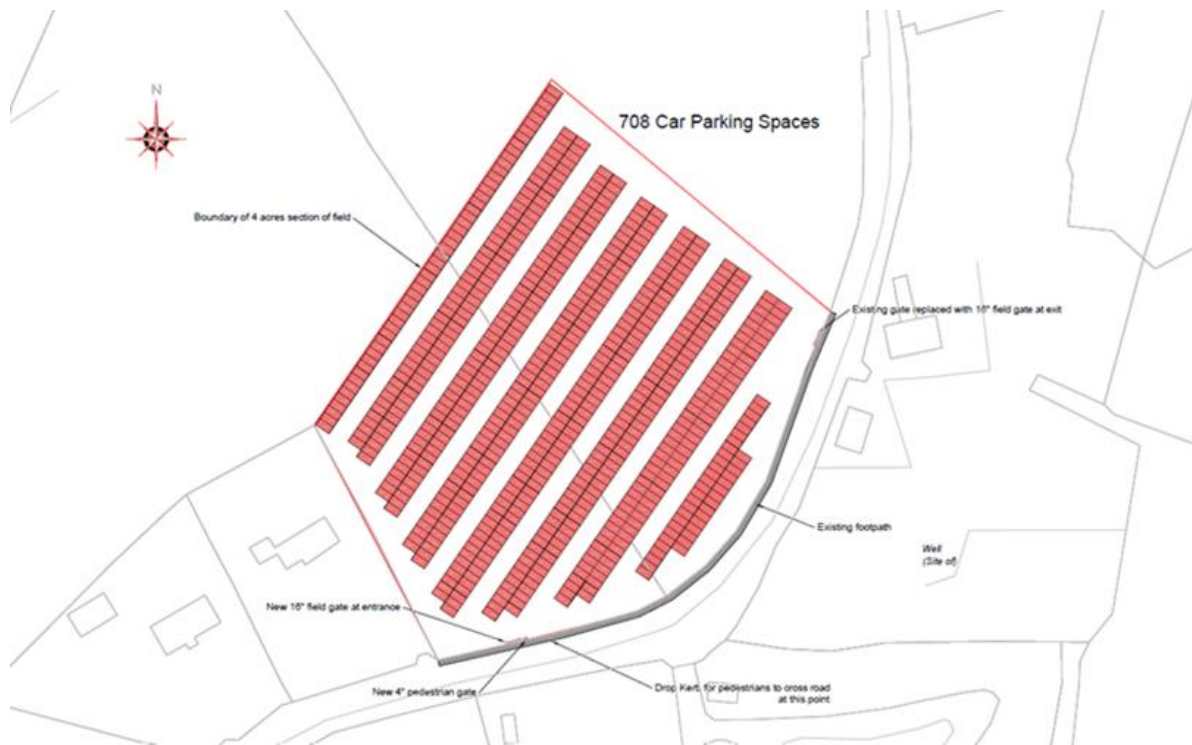 N
708 Car Parking Spaces
Boundary of 4 acres section of field
Existing gate replaced with 16" field gate at exit
Existing footpath
Well
(Site of)
New 16" field gate at entrance
New 4" pedestrian gate
Drop Kerb for pedestrians to cross road
at this point